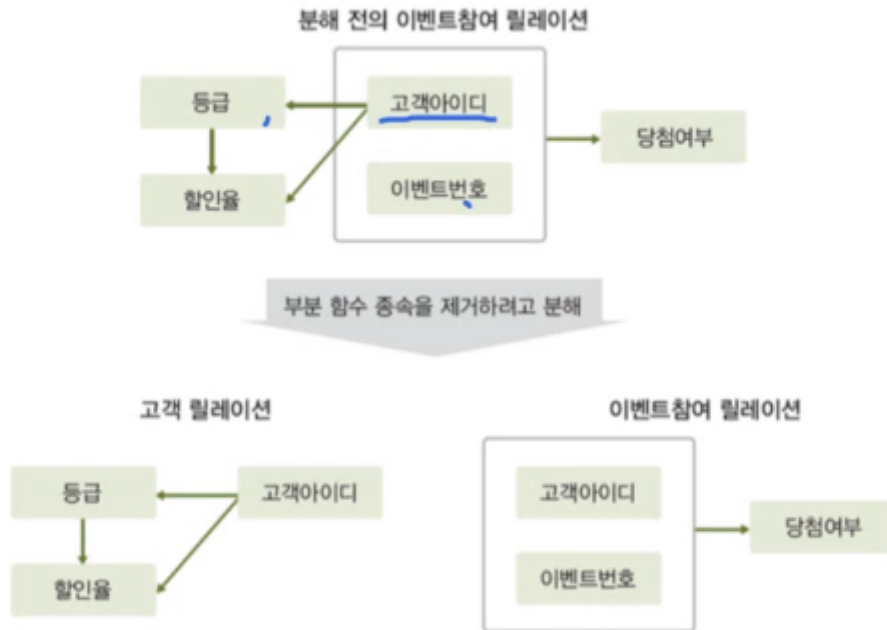 분해 전의 이벤트참여 릴레이션
등급
고객아이디
당첨여부
할인율
이벤트번호
부분 함수 종속을 제거하려고 분해
고객 릴레이션
이벤트참여 릴레이션
등급
고객아이디
고객아이디
당첨여부
할인율
이벤트번호